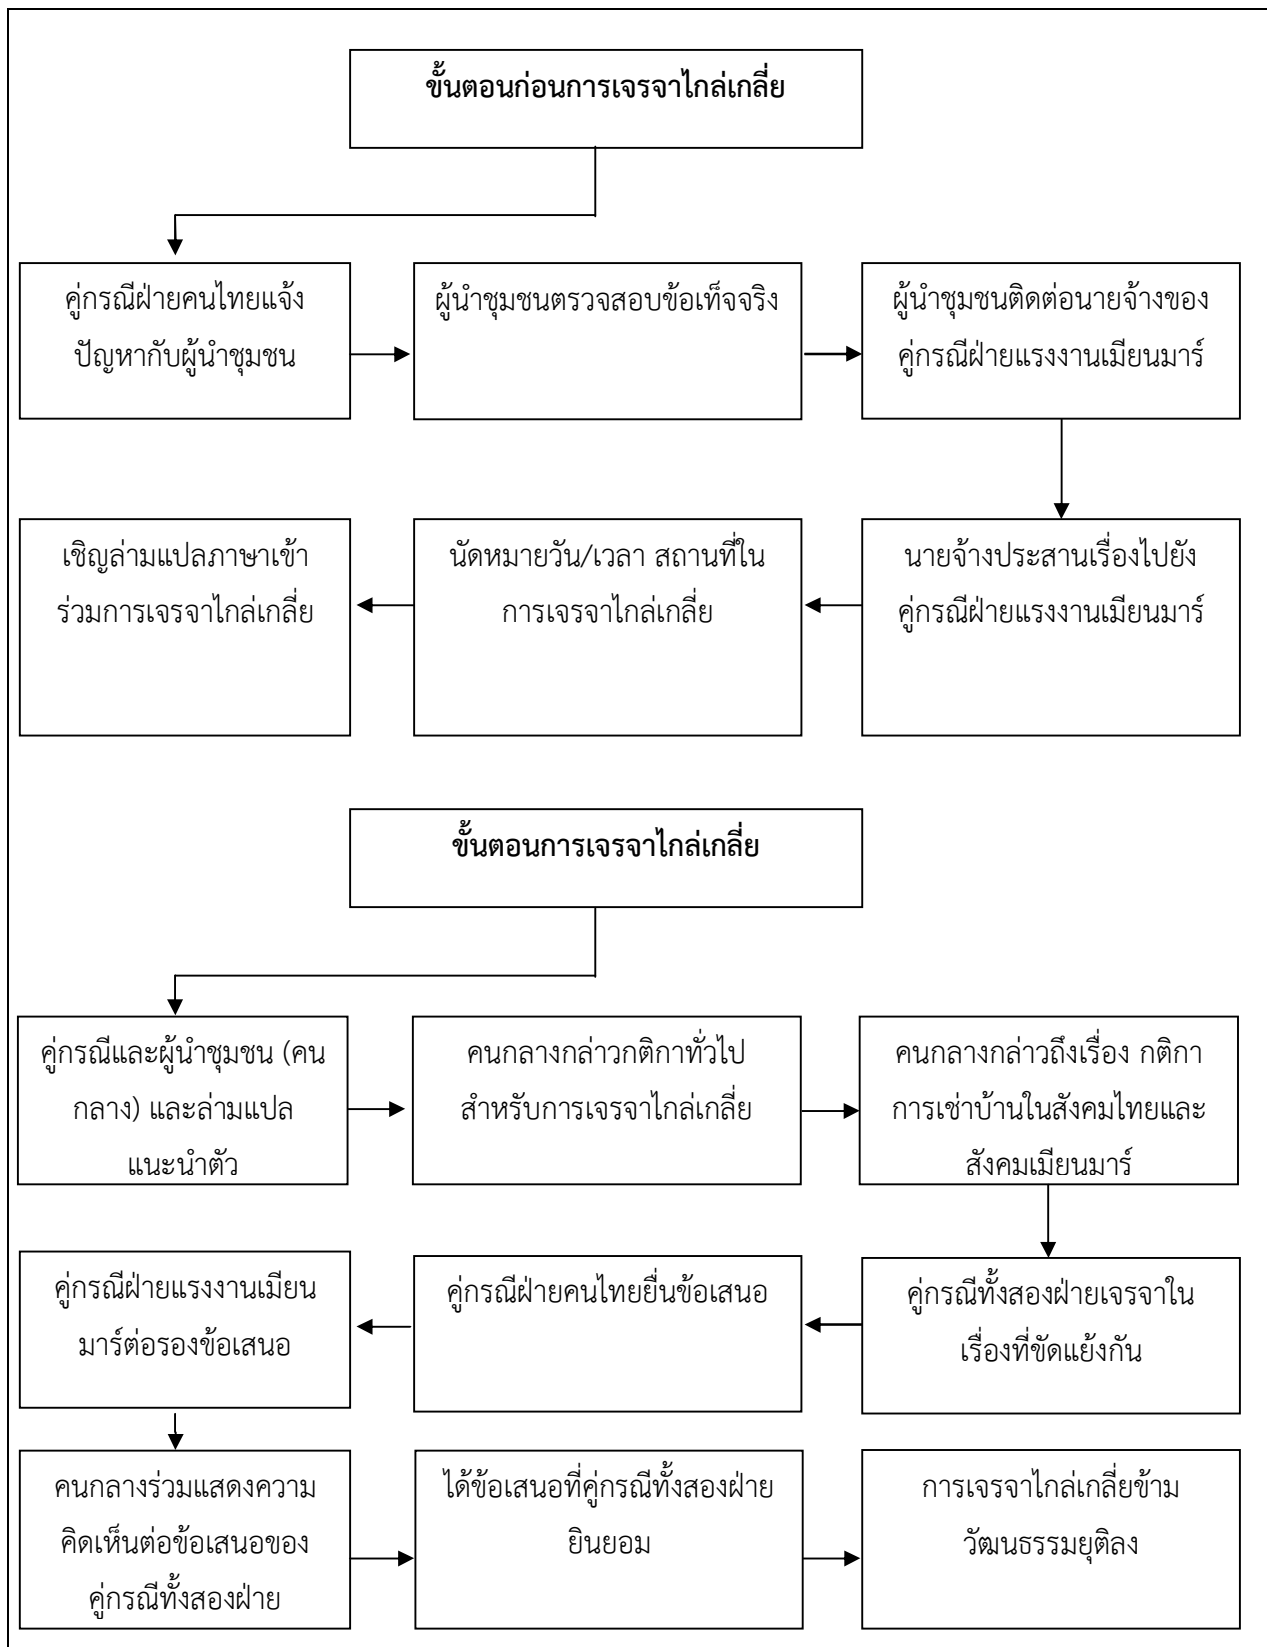 ขั้นตอนก่อนการเจรจาไกล่เกลี่ย
คู่กรณีฝ่ายคนไทยแจ้ง
ปัญหากับผู้นำชุมชน
ผู้นำชุมชนตรวจสอบข้อเท็จจริง
ผู้นำชุมชนติดต่อนายจ้างของ
คู่กรณีฝ่ายแรงงานเมียนมาร์
นายจ้างประสานเรื่องไปยัง
คู่กรณีฝ่ายแรงงานเมียนมาร์
นัดหมายวัน/เวลา สถานที่ใน
การเจรจาไกล่เกลี่ย
เชิญล่ามแปลภาษาเข้า
ร่วมการเจรจาไกล่เกลี่ย
ขั้นตอนการเจรจาไกล่เกลี่ย
คู่กรณีและผู้นำชุมชน (คน
กลาง) และล่ามแปล
แนะนำตัว
คนกลางกล่าวกติกาทั่วไป
สำหรับการเจรจาไกล่เกลี่ย
คนกลางกล่าวถึงเรื่อง กติกา
การเช่าบ้านในสังคมไทยและ
สังคมเมียนมาร์
คู่กรณีทั้งสองฝ่ายเจรจาใน
เรื่องที่ขัดแย้งกัน
คู่กรณีฝ่ายคนไทยยื่นข้อเสนอ
คู่กรณีฝ่ายแรงงานเมียน
มาร์ต่อรองข้อเสนอ
คนกลางร่วมแสดงความ
คิดเห็นต่อข้อเสนอของ
คู่กรณีทั้งสองฝ่าย
ได้ข้อเสนอที่คู่กรณีทั้งสองฝ่าย
ยินยอม
การเจรจาไกล่เกลี่ยข้าม
วัฒนธรรมยุติลง